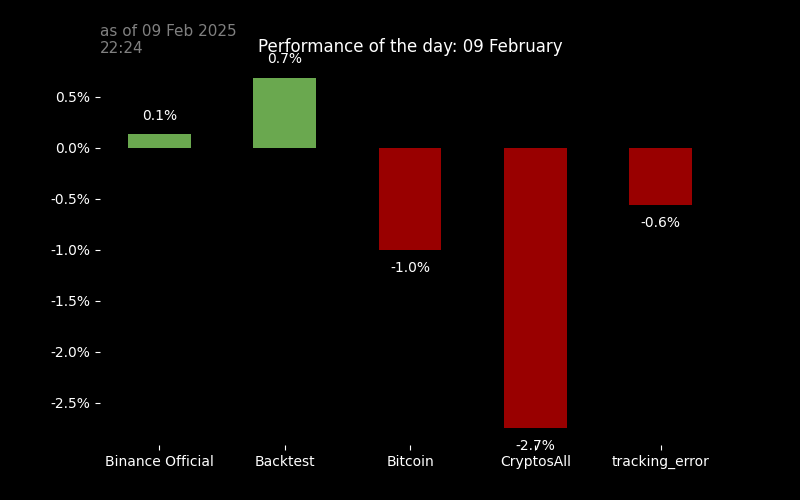 as of 09 Feb 2025
22:24
Performance of the day: 09 February
0.7%
0.5%
0.1%
0.0%
-0.5%
-0.6%
-1.0%
-1.0%
-1.5%
-2.0%
-2.5%
-2.7%
Binance Official
Backtest
Bitcoin
CryptosAll
tracking_error